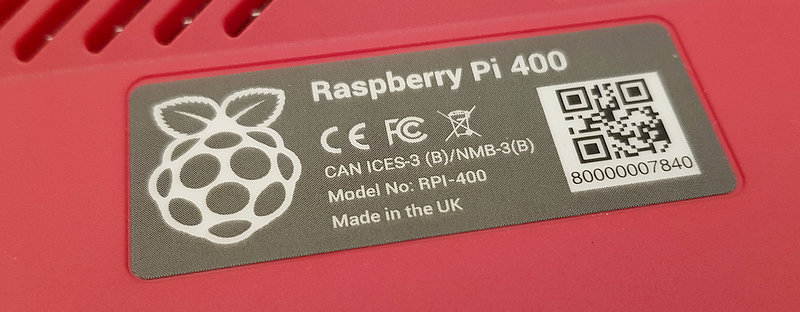 Raspberry Pi 400
CE FC
CAN ICES-3 (B)/NMB-3(B)
Model No: RPI-400
Made in the UK
80000007840